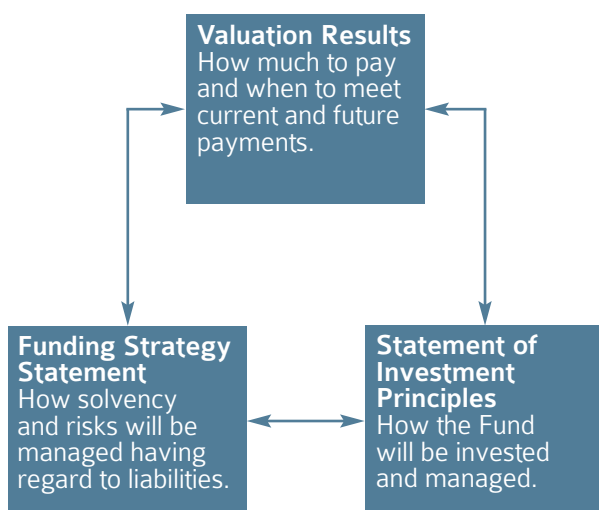 Valuation Results
How much to pay
and when to meet
current and future
payments.
Funding Strategy
Statement
How solvency
and risks will be
managed having
regard to liabilities.
Statement of
Investment
Principles
How the Fund
will be invested
and managed.